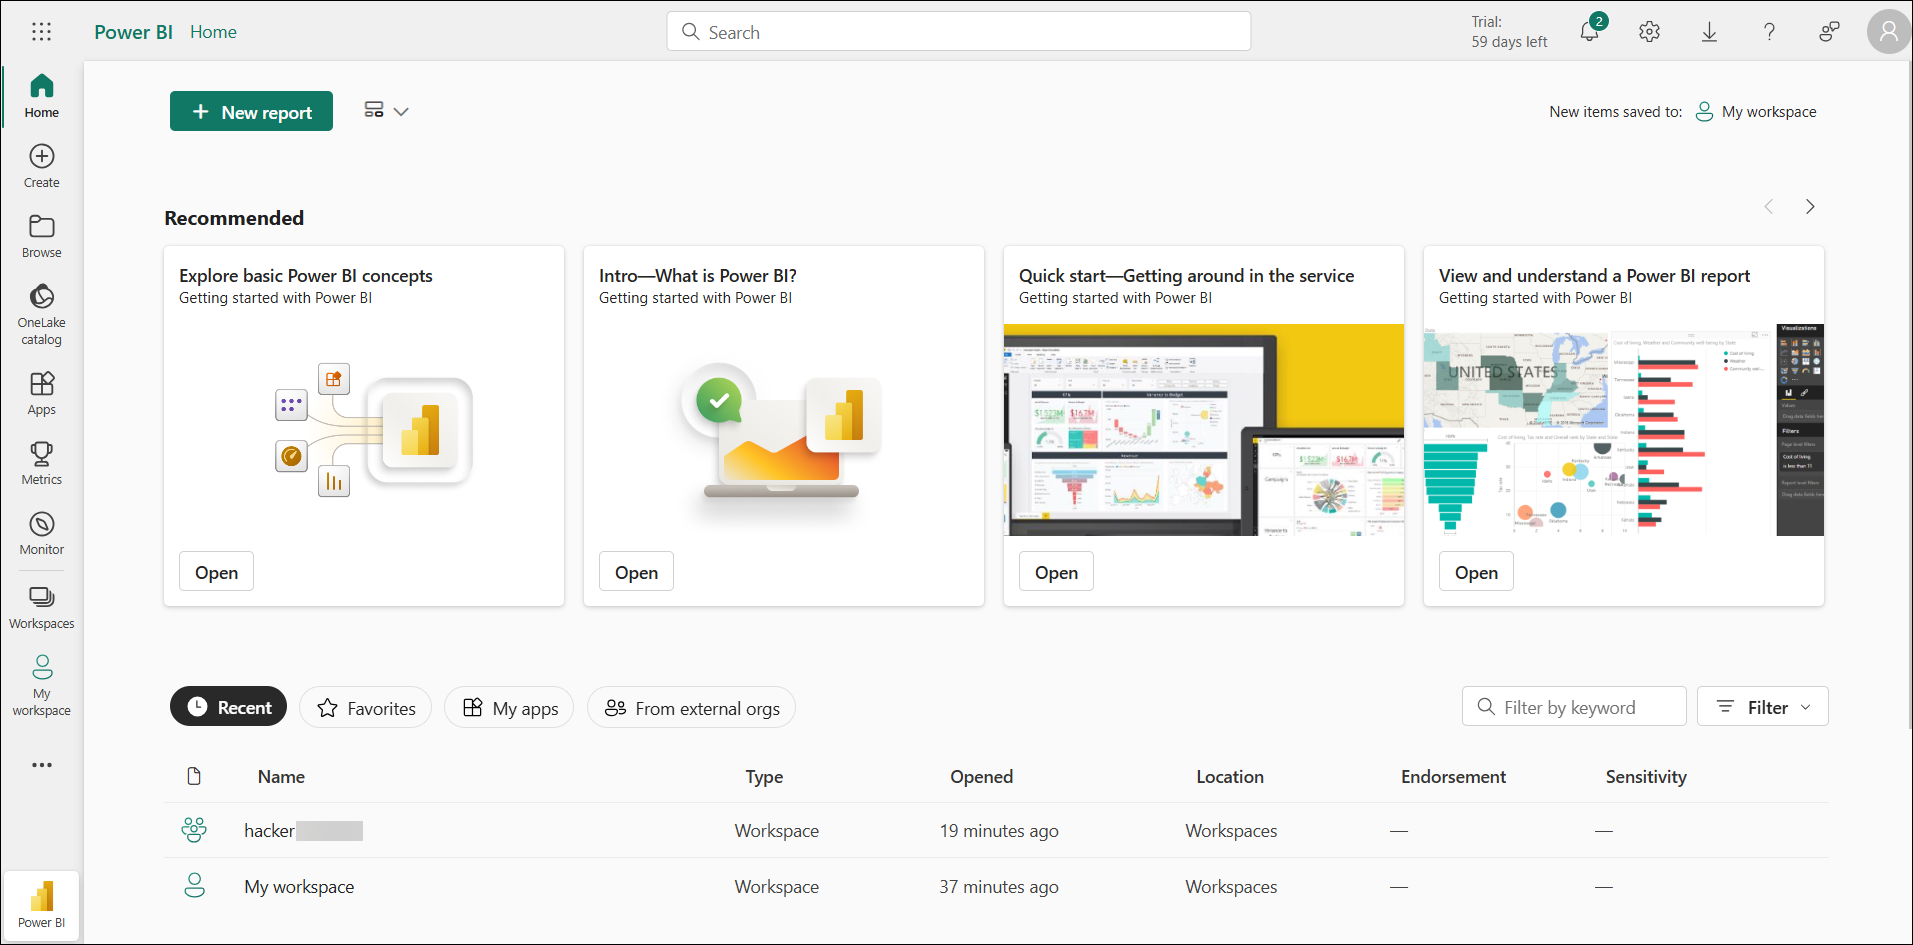 Power BI Home
Search
Trial:
59 days left
2
Home
Create
Browse
OneLake
catalog
Apps
Metrics
Monitor
Workspaces
My
workspace
Power BI
New report
New items saved to: My workspace
Recommended
Explore basic Power BI concepts
Getting started with Power BI
Open
Intro—What is Power BI?
Getting started with Power BI
Open
Quick start—Getting around in the service
Getting started with Power BI
Open
View and understand a Power BI report
Getting started with Power BI
UNITED STATES
Visualizations
Filters
Open
Recent Favorites My apps From external orgs
Filter by keyword Filter
Name Type Opened Location Endorsement Sensitivity
hacker Workspace 19 minutes ago Workspaces — —
My workspace Workspace 37 minutes ago Workspaces — —